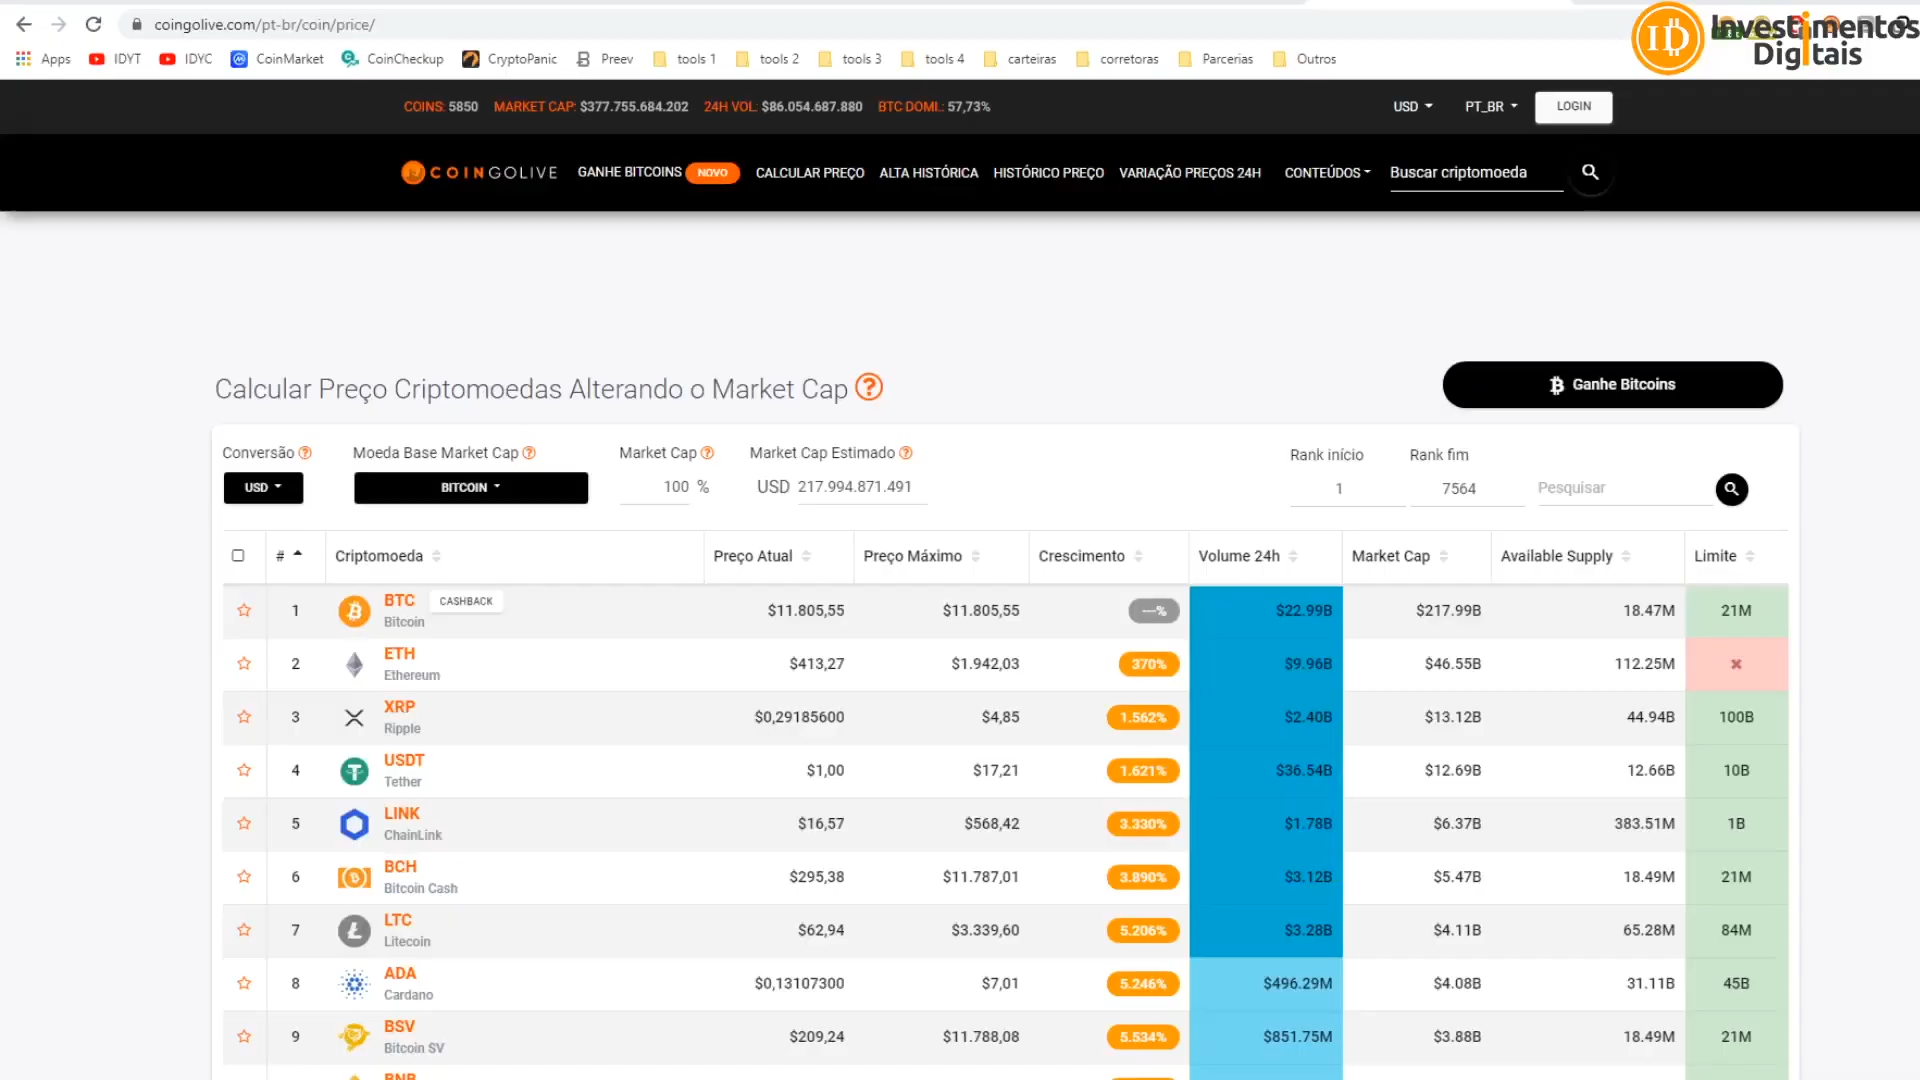 coingolive.com/pt-br/coin/price/
Investimentos
Digitais
Apps IDYT IDYC CoinMarket CoinCheckup CryptoPanic Preev tools 1 tools 2 tools 3 tools 4 carteiras corretoras Parcerias Outros
COINS: 5850 MARKET CAP: $377.755.684.202 24H VOL: $86.054.687.880 BTC DOMI.: 57,73% USD PT_BR LOGIN
COINGOLIVE GANHE BITCOINS NOVO CALCULAR PREÇO ALTA HISTÓRICA HISTÓRICO PREÇO VARIAÇÃO PREÇOS 24H CONTEÚDOS Buscar criptomoeda
Calcular Preço Criptomoedas Alterando o Market Cap ? Ganhe Bitcoins
Conversão ? Moeda Base Market Cap ? Market Cap ? Market Cap Estimado ? Rank início Rank fim
USD BITCOIN 100 % USD 217.994.871.491 1 7564 Pesquisar
# Criptomoeda Preço Atual Preço Máximo Crescimento Volume 24h Market Cap Available Supply Limite
1 BTC CASHBACK Bitcoin $11.805,55 $11.805,55 ---% $22.99B $217.99B 18.47M 21M
2 ETH Ethereum $413,27 $1.942,03 370% $9.96B $46.55B 112.25M
3 XRP Ripple $0,29185600 $4,85 1.562% $2.40B $13.12B 44.94B 100B
4 USDT Tether $1,00 $17,21 1.621% $36.54B $12.69B 12.66B 10B
5 LINK ChainLink $16,57 $568,42 3.330% $1.78B $6.37B 383.51M 1B
6 BCH Bitcoin Cash $295,38 $11.787,01 3.890% $3.12B $5.47B 18.49M 21M
7 LTC Litecoin $62,94 $3.339,60 5.206% $3.28B $4.11B 65.28M 84M
8 ADA Cardano $0,13107300 $7,01 5.246% $496.29M $4.08B 31.11B 45B
9 BSV Bitcoin SV $209,24 $11.788,08 5.534% $851.75M $3.88B 18.49M 21M
BNB